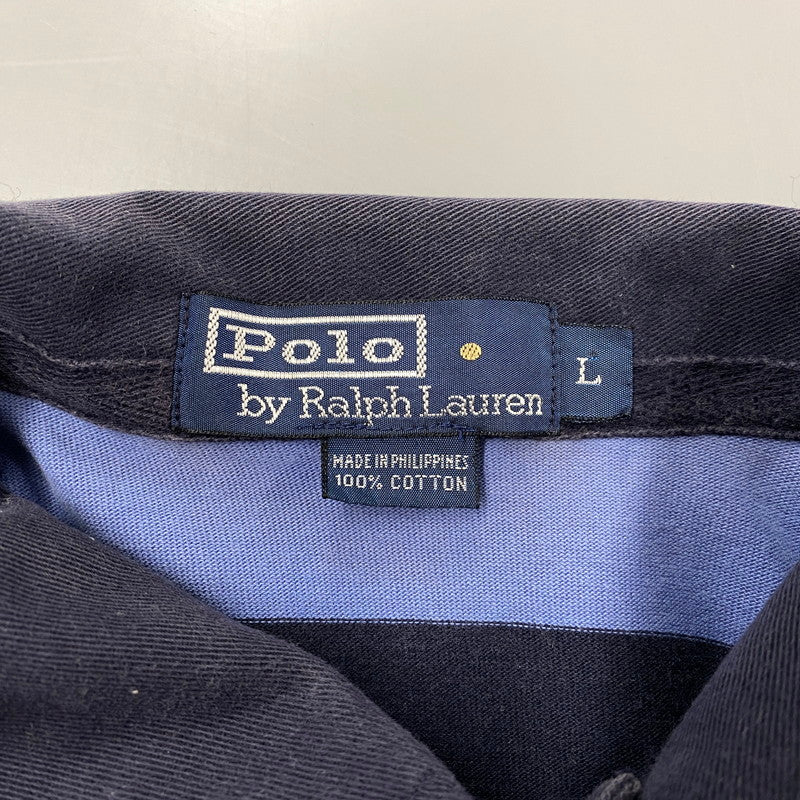 Polo
by Ralph Lauren
L
MADE IN PHILIPPINES
100% COTTON